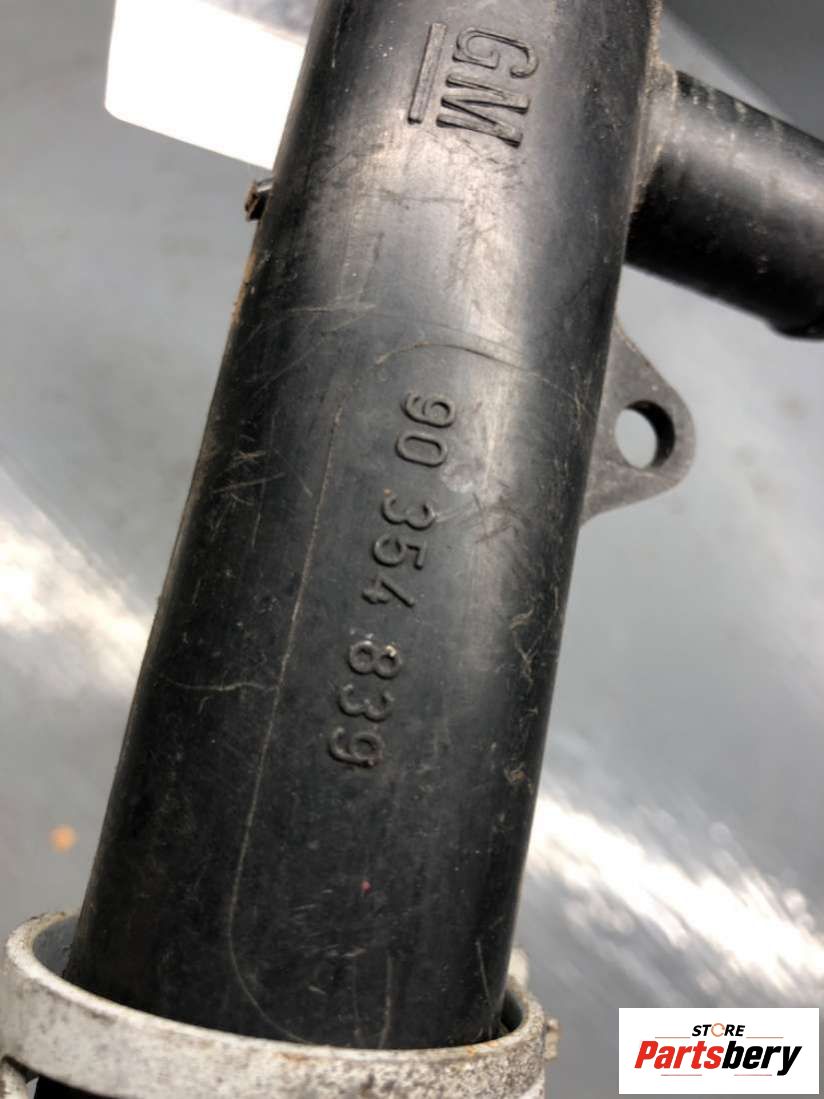 GM
90 354 839
STORE
Partsbery